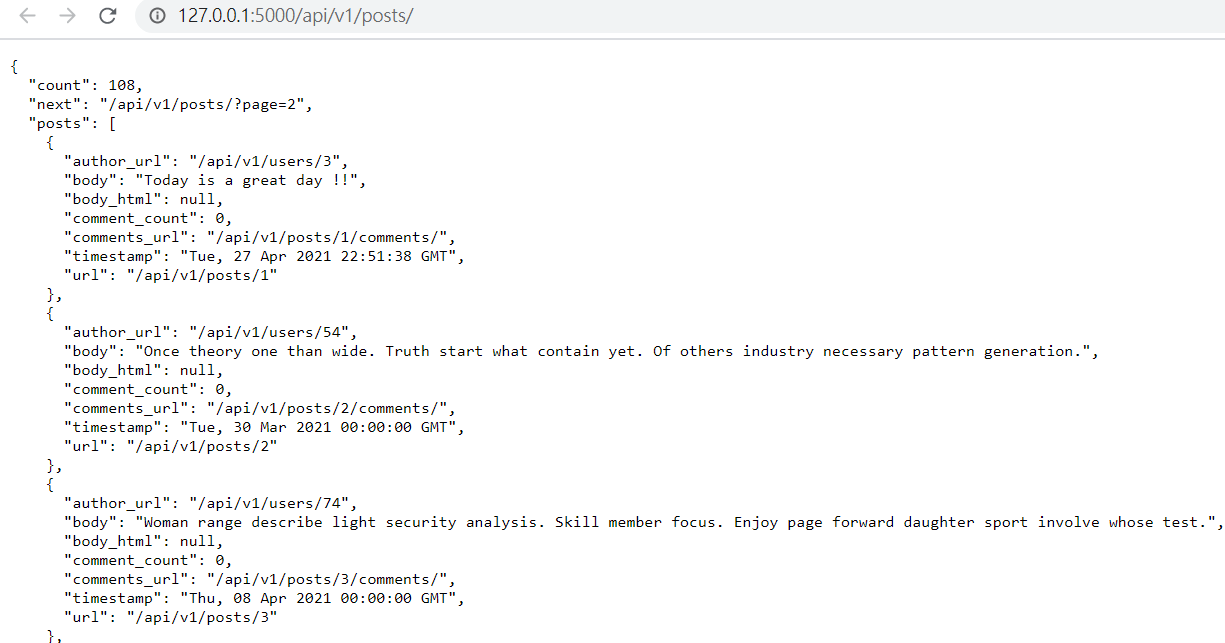 127.0.0.1:5000/api/v1/posts/
{
  "count": 108,
  "next": "/api/v1/posts/?page=2",
  "posts": [
    {
      "author_url": "/api/v1/users/3",
      "body": "Today is a great day !!",
      "body_html": null,
      "comment_count": 0,
      "comments_url": "/api/v1/posts/1/comments/",
      "timestamp": "Tue, 27 Apr 2021 22:51:38 GMT",
      "url": "/api/v1/posts/1"
    },
    {
      "author_url": "/api/v1/users/54",
      "body": "Once theory one than wide. Truth start what contain yet. Of others industry necessary pattern generation.",
      "body_html": null,
      "comment_count": 0,
      "comments_url": "/api/v1/posts/2/comments/",
      "timestamp": "Tue, 30 Mar 2021 00:00:00 GMT",
      "url": "/api/v1/posts/2"
    },
    {
      "author_url": "/api/v1/users/74",
      "body": "Woman range describe light security analysis. Skill member focus. Enjoy page forward daughter sport involve whose test.",
      "body_html": null,
      "comment_count": 0,
      "comments_url": "/api/v1/posts/3/comments/",
      "timestamp": "Thu, 08 Apr 2021 00:00:00 GMT",
      "url": "/api/v1/posts/3"
    },